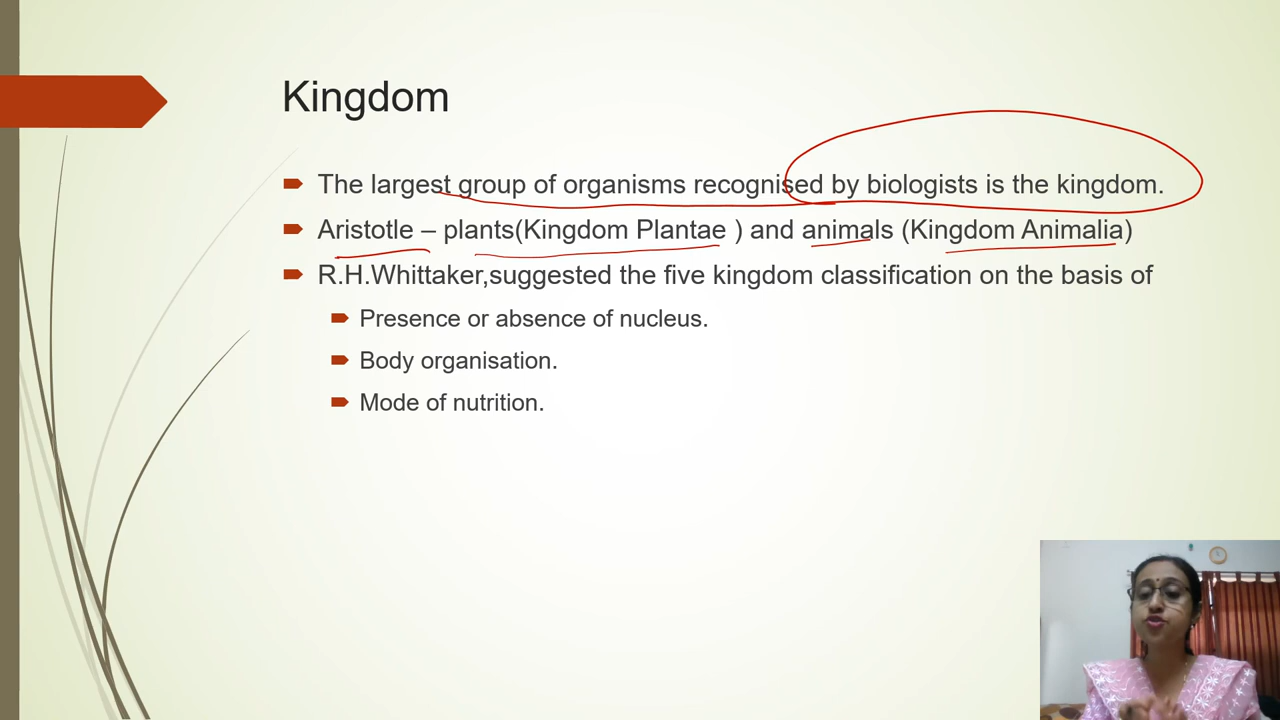 Kingdom
The largest group of organisms recognised by biologists is the kingdom.
Aristotle – plants(Kingdom Plantae ) and animals (Kingdom Animalia)
R.H.Whittaker,suggested the five kingdom classification on the basis of
Presence or absence of nucleus.
Body organisation.
Mode of nutrition.